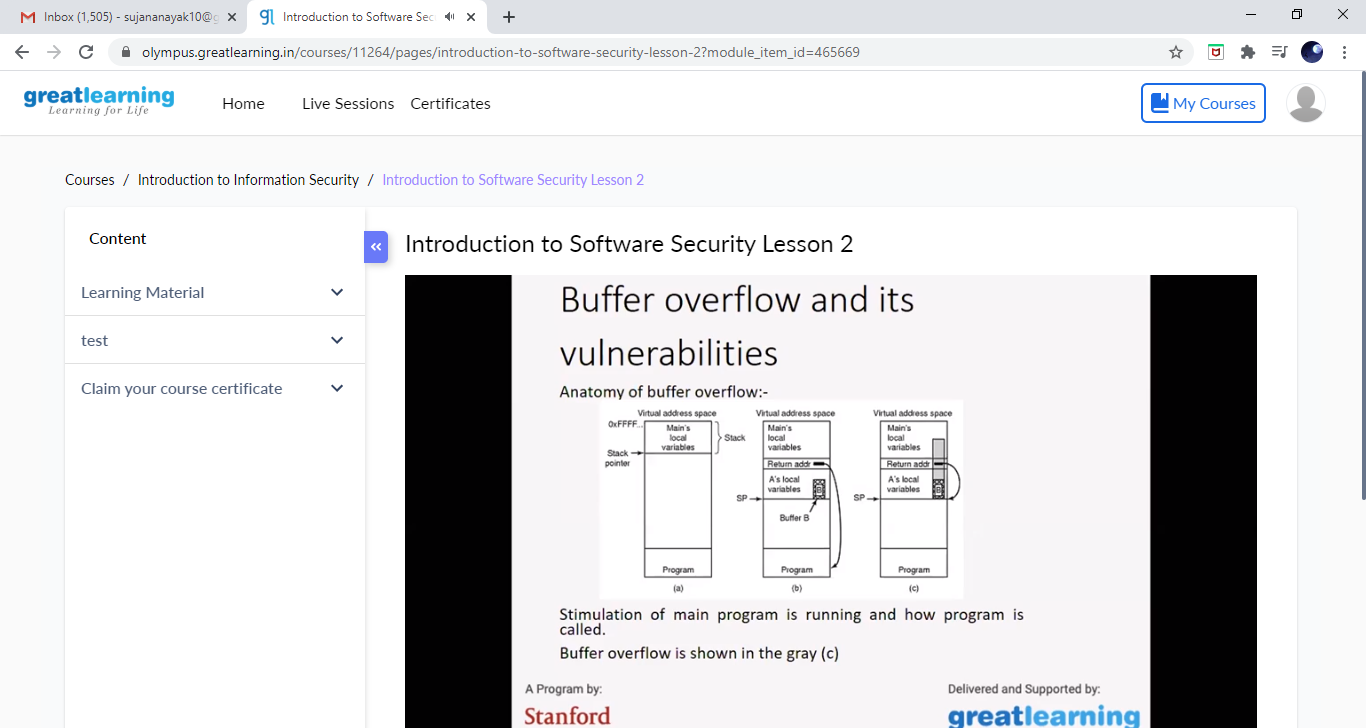 Inbox (1,505) - sujananayak10@g
Introduction to Software Sec
olympus.greatlearning.in/courses/11264/pages/introduction-to-software-security-lesson-2?module_item_id=465669
greatlearning
Learning for Life
Home
Live Sessions
Certificates
My Courses
Courses / Introduction to Information Security / Introduction to Software Security Lesson 2
Content
«
Learning Material
test
Claim your course certificate
Introduction to Software Security Lesson 2
Buffer overflow and its
vulnerabilities
Anatomy of buffer overflow:-
Virtual address space
0xFFFF...
Main's
local
variables
Stack
Stack
pointer
Program
(a)
Virtual address space
Main's
local
variables
Return addr
A's local
variables
SP
Buffer B
Program
(b)
Virtual address space
Main's
local
variables
Return addr
A's local
variables
SP
Program
(c)
Stimulation of main program is running and how program is
called.
Buffer overflow is shown in the gray (c)
A Program by:
Stanford
Delivered and Supported by:
greatlearning